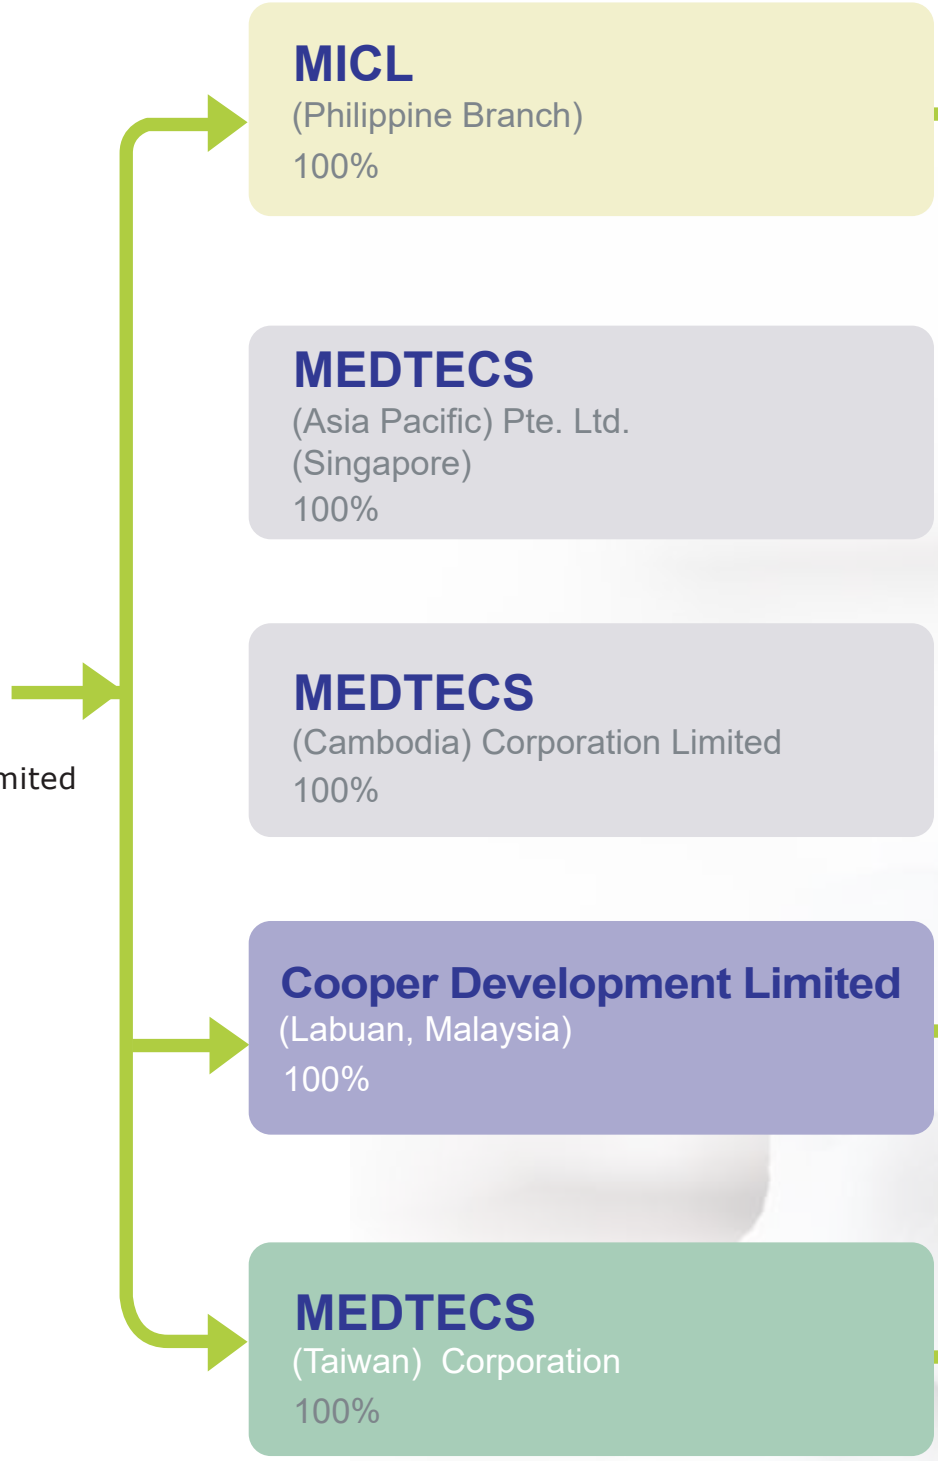 MICL
(Philippine Branch)
100%
MEDTECS
(Asia Pacific) Pte. Ltd.
(Singapore)
100%
MEDTECS
(Cambodia) Corporation Limited
100%
mited
Cooper Development Limited
(Labuan, Malaysia)
100%
MEDTECS
(Taiwan) Corporation
100%